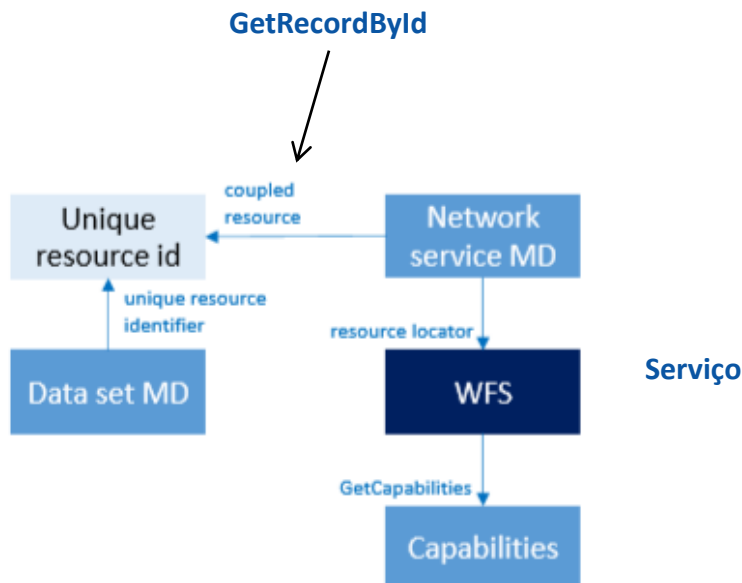 GetRecordById
coupled
resource
Unique
resource id
Network
service MD
unique resource
identifier
resource locator
Data set MD
WFS
Serviço
GetCapabilities
Capabilities